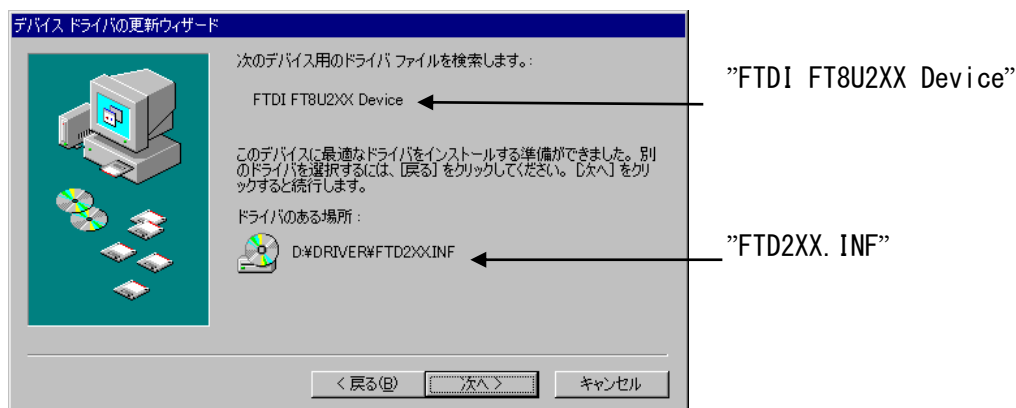 デバイス ドライバの更新ウィザード
次のデバイス用のドライバ ファイルを検索します。:
FTDI FT8U2XX Device
”FTDI FT8U2XX Device”
このデバイスに最適なドライバをインストールする準備ができました。別
のドライバを選択するには、[戻る] をクリックしてください。[次へ] をクリ
ックすると続行します。
ドライバのある場所:
D:¥DRIVER¥FTD2XX.INF
”FTD2XX.INF”
< 戻る(B)
次へ >
キャンセル